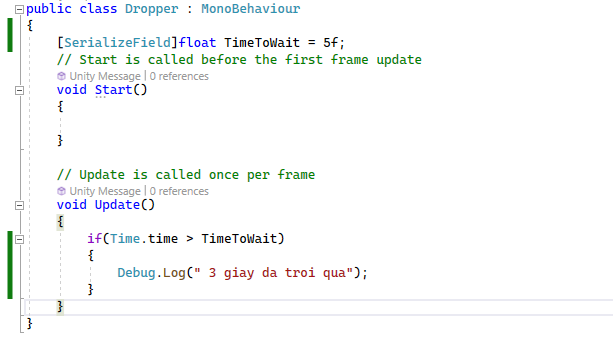 public class Dropper : MonoBehaviour
{
[SerializeField]float TimeToWait = 5f;
// Start is called before the first frame update
Unity Message | 0 references
void Start()
{
}
// Update is called once per frame
Unity Message | 0 references
void Update()
{
if(Time.time > TimeToWait)
{
Debug.Log(" 3 giay da troi qua");
}
}
}